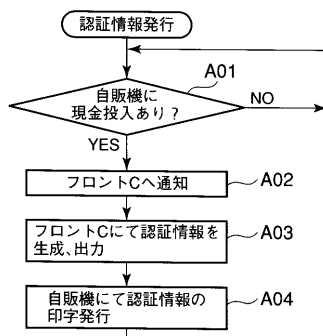 認証情報発行
A01
自販機に
現金投入あり?
NO
YES
フロントCへ通知
A02
フロントCにて認証情報を
生成、出力
A03
自販機にて認証情報の
印字発行
A04